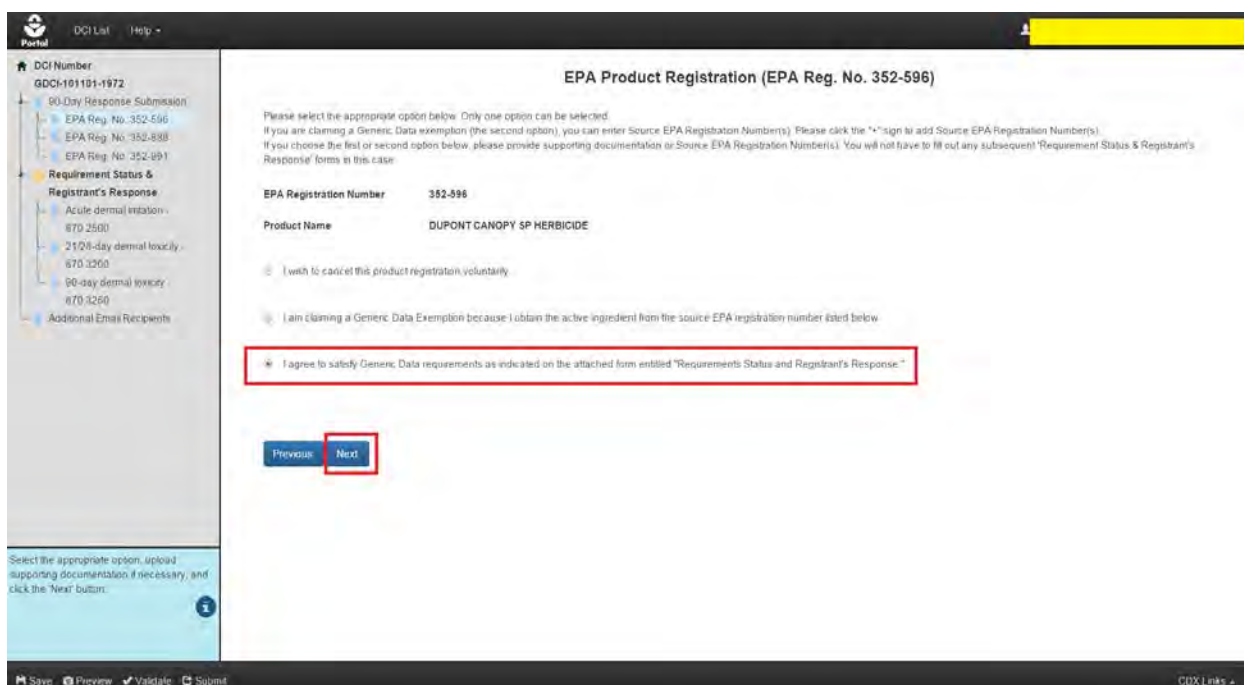 Portal
DCI List Help
DCI Number
GDCI-101101-1972
90-Day Response Submission
EPA Reg. No. 352-596
EPA Reg. No. 352-888
EPA Reg. No. 352-991
Requirement Status &
Registrant's Response
Acute dermal irritation -
870.2500
21/28-day dermal toxicity -
870.3200
90-day dermal toxicity
870.3250
Additional Email Recipients
Select the appropriate option, upload
supporting documentation if necessary, and
click the 'Next' button.
EPA Product Registration (EPA Reg. No. 352-596)
Please select the appropriate option below. Only one option can be selected.
If you are claiming a Generic Data exemption (the second option), you can enter Source EPA Registration Number(s). Please click the "+" sign to add Source EPA Registration Number(s).
If you choose the first or second option below, please provide supporting documentation or Source EPA Registration Number(s). You will not have to fill out any subsequent 'Requirement Status & Registrant's
Response' forms in this case.
EPA Registration Number 352-596
Product Name DUPONT CANOPY SP HERBICIDE
I wish to cancel this product registration voluntarily.
I am claiming a Generic Data Exemption because I obtain the active ingredient from the source EPA registration number listed below.
I agree to satisfy Generic Data requirements as indicated on the attached form entitled "Requirements Status and Registrant's Response."
Previous Next
Save Preview Validate Submit
CDX Links